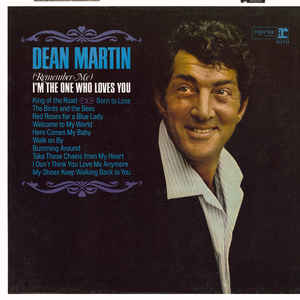 DEAN MARTIN
(Remember Me)
I'M THE ONE WHO LOVES YOU
King of the Road Born to Lose
The Birds and the Bees
Red Roses for a Blue Lady
Welcome to My World
Here Comes My Baby
Walk on By
Bumming Around
Take These Chains from My Heart
I Don't Think You Love Me Anymore
My Shoes Keep Walking Back to You
reprise